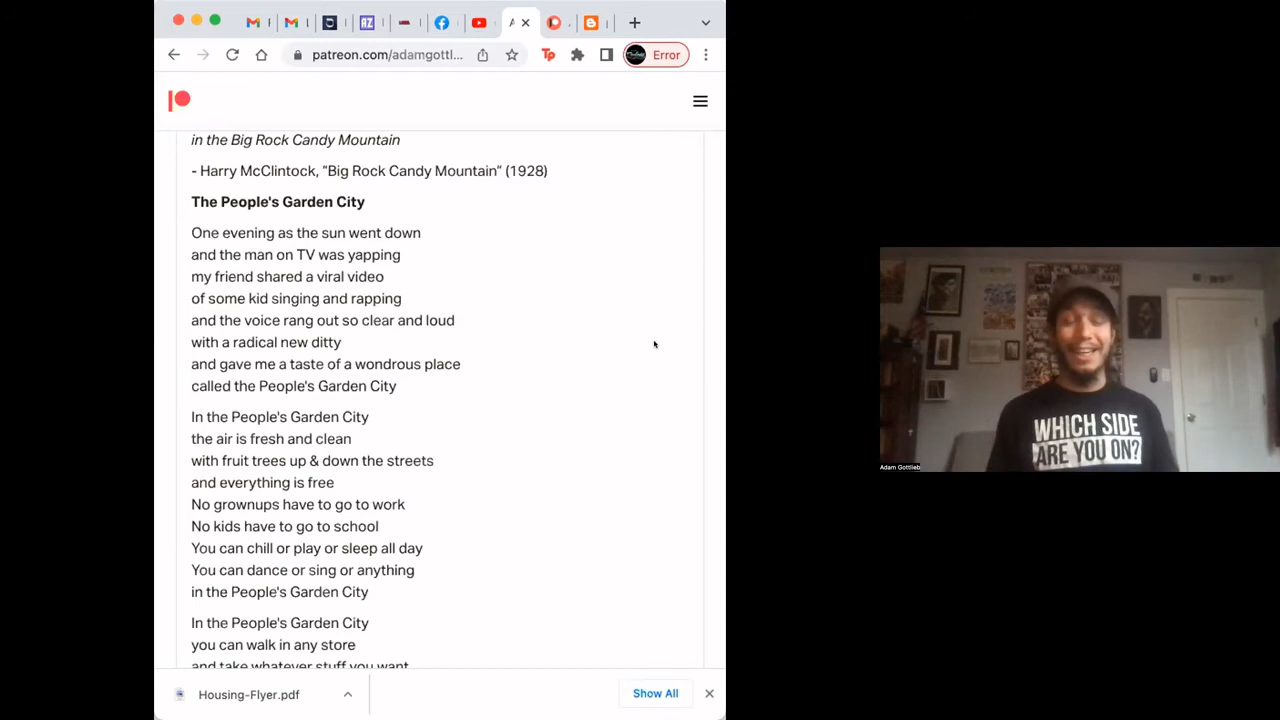 patreon.com/adamgottl...
Tp
Error
in the Big Rock Candy Mountain
- Harry McClintock, "Big Rock Candy Mountain" (1928)
The People's Garden City
One evening as the sun went down
and the man on TV was yapping
my friend shared a viral video
of some kid singing and rapping
and the voice rang out so clear and loud
with a radical new ditty
and gave me a taste of a wondrous place
called the People's Garden City
In the People's Garden City
the air is fresh and clean
with fruit trees up & down the streets
and everything is free
No grownups have to go to work
No kids have to go to school
You can chill or play or sleep all day
You can dance or sing or anything
in the People's Garden City
In the People's Garden City
you can walk in any store
and take whatever stuff you want
Housing-Flyer.pdf
Show All
WHICH SIDE
ARE YOU ON?
Adam Gottlieb